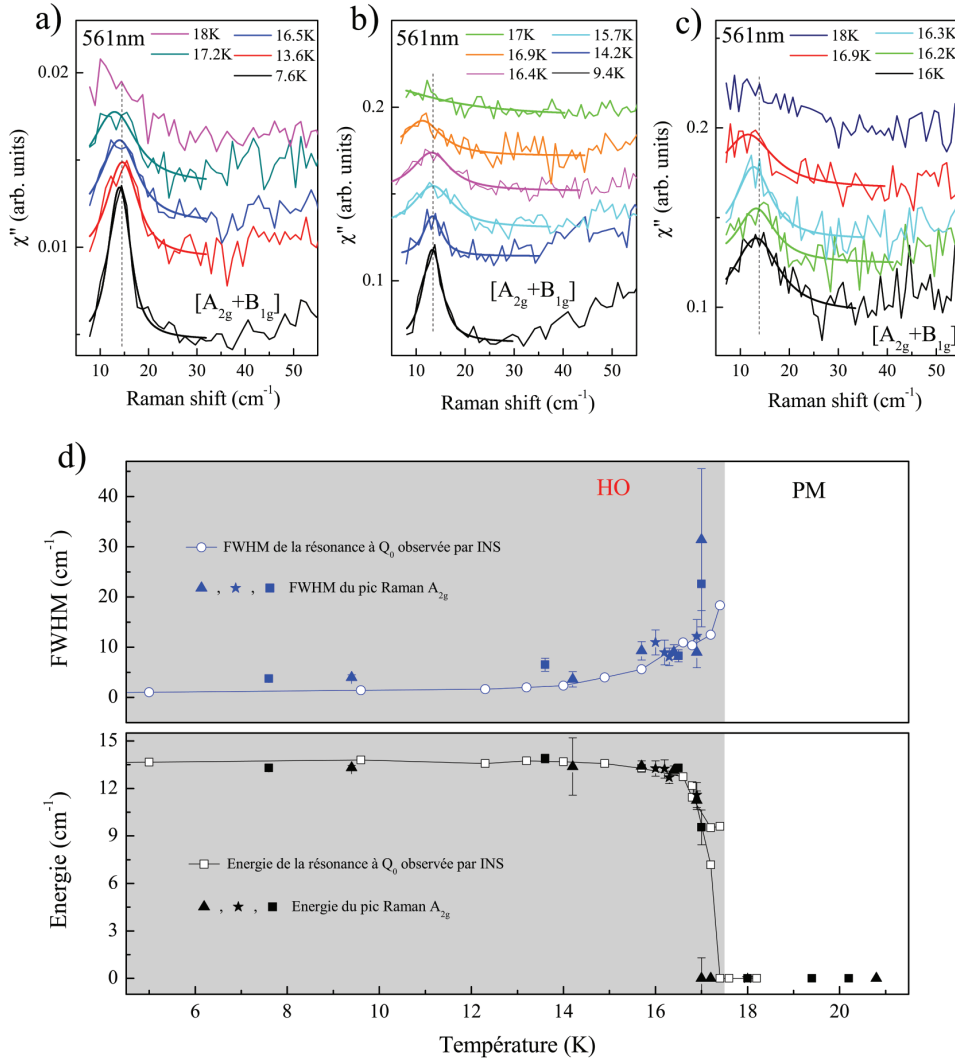 a)
561nm
18K
16.5K
17.2K
13.6K
7.6K
0.02
0.01
χ'' (arb. units)
[A2g+B1g]
10 20 30 40 50
Raman shift (cm-1)
b)
561nm
17K
15.7K
16.9K
14.2K
16.4K
9.4K
0.2
0.1
χ'' (arb. units)
[A2g+B1g]
10 20 30 40 50
Raman shift (cm-1)
c)
561nm
18K
16.3K
16.9K
16.2K
16K
0.2
0.1
χ'' (arb. units)
[A2g+B1g]
10 20 30 40 50
Raman shift (cm-1)
d)
HO
PM
40
30
20
10
0
FWHM (cm-1)
FWHM de la résonance à Q0 observée par INS
, , FWHM du pic Raman A2g
15
12
9
6
3
0
Energie (cm-1)
Energie de la résonance à Q0 observée par INS
, , Energie du pic Raman A2g
6 8 10 12 14 16 18 20
Température (K)